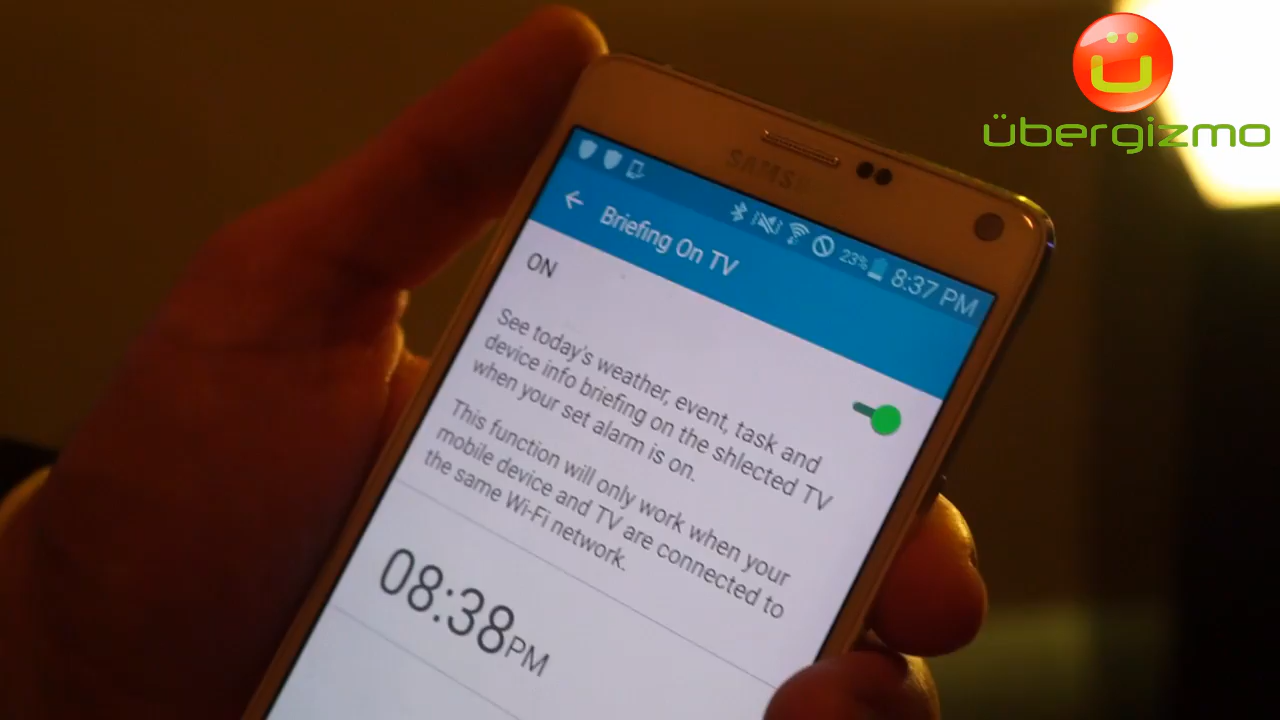 übergizmo
SAMSUNG
23% 8:37 PM
Briefing On TV
ON
See today's weather, event, task and
device info briefing on the shlected TV
when your set alarm is on.
This function will only work when your
mobile device and TV are connected to
the same Wi-Fi network.
08:38PM